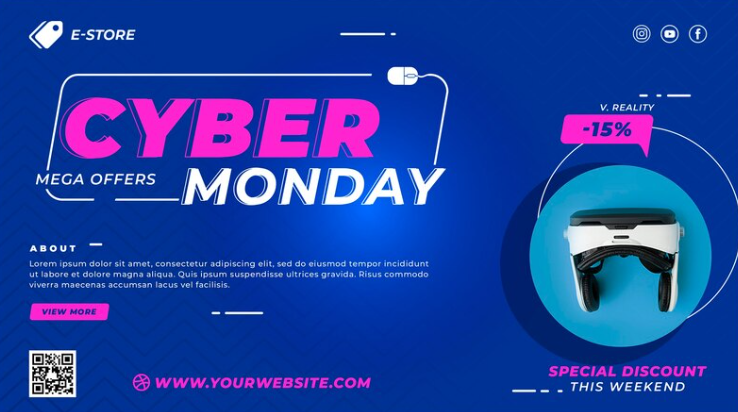 E-STORE
CYBER
MEGA OFFERS
MONDAY
V. REALITY
-15%
ABOUT
Lorem ipsum dolor sit amet, consectetur adipiscing elit, sed do eiusmod tempor incididunt
ut labore et dolore magna aliqua. Quis ipsum suspendisse ultrices gravida. Risus commodo
viverra maecenas accumsan lacus vel facilisis.
VIEW MORE
WWW.YOURWEBSITE.COM
SPECIAL DISCOUNT
THIS WEEKEND